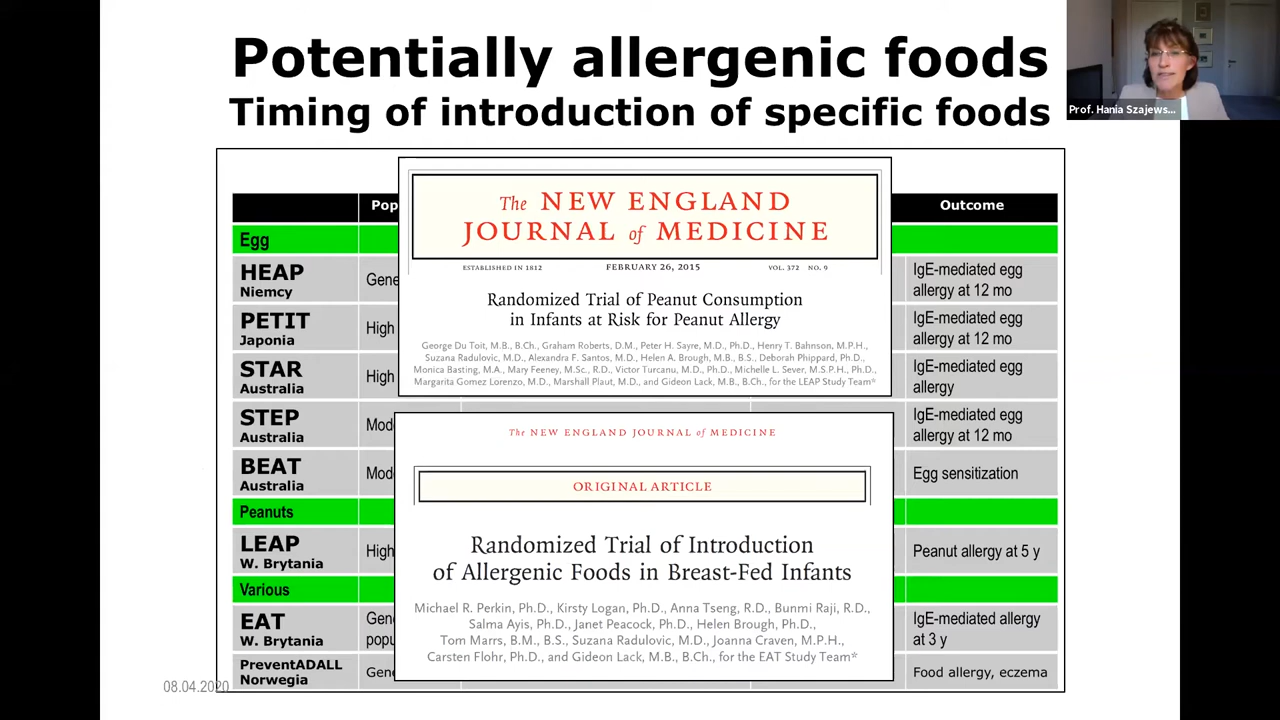 Potentially allergenic foods
Timing of introduction of specific foods
Prof. Hania Szajews...
Pop
Outcome
Egg
HEAP
Niemcy
Gene
IgE-mediated egg
allergy at 12 mo
PETIT
Japonia
High
IgE-mediated egg
allergy at 12 mo
STAR
Australia
High
IgE-mediated egg
allergy
STEP
Australia
Mod
IgE-mediated egg
allergy at 12 mo
BEAT
Australia
Mod
Egg sensitization
Peanuts
LEAP
W. Brytania
High
Peanut allergy at 5 y
Various
EAT
W. Brytania
Gen
popu
IgE-mediated allergy
at 3 y
PreventADALL
Norwegia
Gen
Food allergy, eczema
The NEW ENGLAND
JOURNAL of MEDICINE
ESTABLISHED IN 1812 FEBRUARY 26, 2015 VOL. 372 NO. 9
Randomized Trial of Peanut Consumption
in Infants at Risk for Peanut Allergy
George Du Toit, M.B., B.Ch., Graham Roberts, D.M., Peter H. Sayre, M.D., Ph.D., Henry T. Bahnson, M.P.H.,
Suzana Radulovic, M.D., Alexandra F. Santos, M.D., Helen A. Brough, M.B., B.S., Deborah Phippard, Ph.D.,
Monica Basting, M.A., Mary Feeney, M.Sc., R.D., Victor Turcanu, M.D., Ph.D., Michelle L. Sever, M.S.P.H., Ph.D.,
Margarita Gomez Lorenzo, M.D., Marshall Plaut, M.D., and Gideon Lack, M.B., B.Ch., for the LEAP Study Team*
The NEW ENGLAND JOURNAL of MEDICINE
ORIGINAL ARTICLE
Randomized Trial of Introduction
of Allergenic Foods in Breast-Fed Infants
Michael R. Perkin, Ph.D., Kirsty Logan, Ph.D., Anna Tseng, R.D., Bunmi Raji, R.D.,
Salma Ayis, Ph.D., Janet Peacock, Ph.D., Helen Brough, Ph.D.,
Tom Marrs, B.M., B.S., Suzana Radulovic, M.D., Joanna Craven, M.P.H.,
Carsten Flohr, Ph.D., and Gideon Lack, M.B., B.Ch., for the EAT Study Team*
08.04.2020